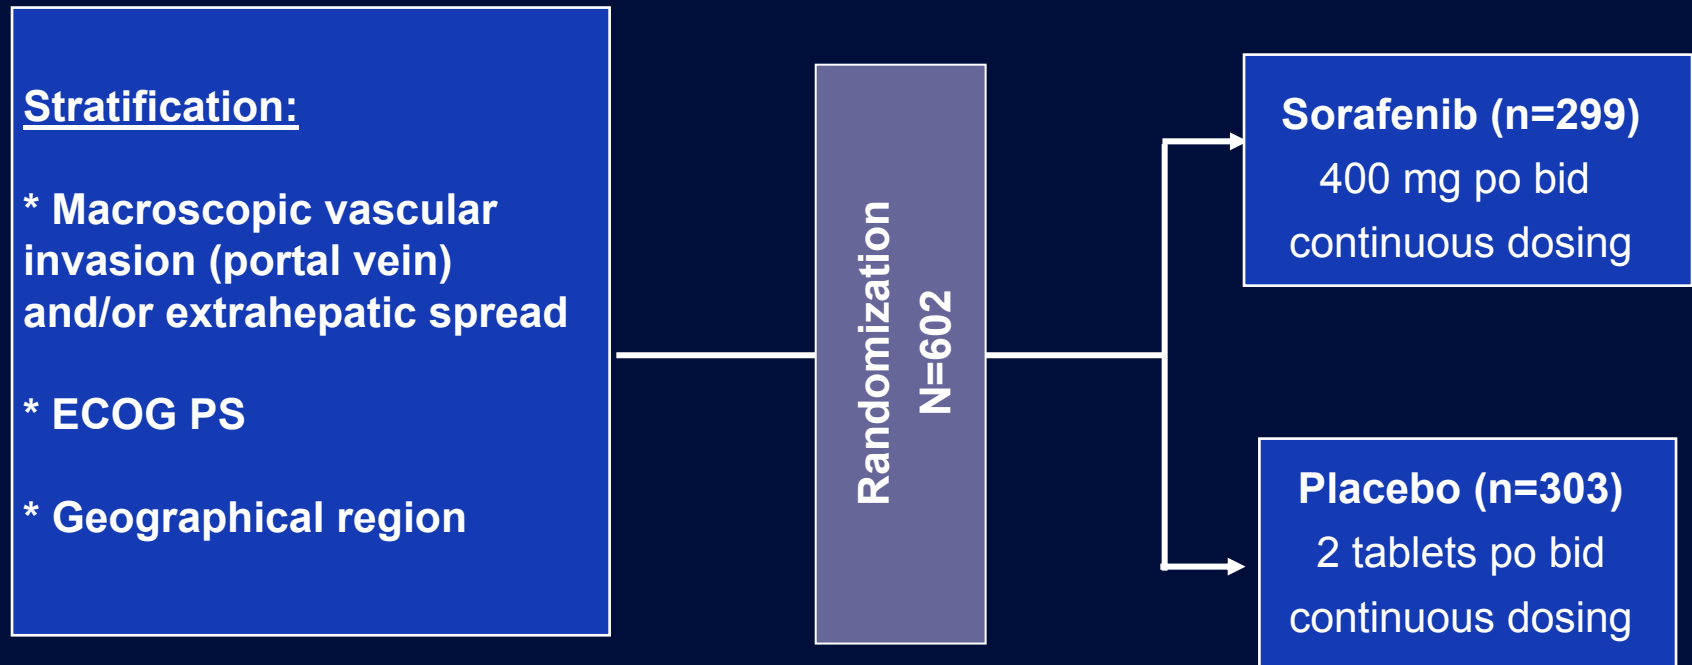 Stratification:
* Macroscopic vascular
invasion (portal vein)
and/or extrahepatic spread
* ECOG PS
* Geographical region
Randomization
N=602
Sorafenib (n=299)
400 mg po bid
continuous dosing
Placebo (n=303)
2 tablets po bid
continuous dosing